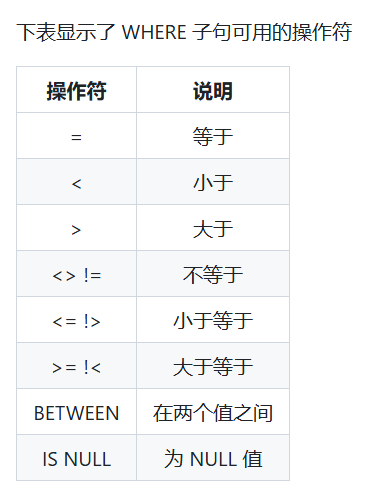 下表显示了 WHERE 子句可用的操作符
操作符 说明
= 等于
< 小于
> 大于
<> != 不等于
<= !> 小于等于
>= !< 大于等于
BETWEEN 在两个值之间
IS NULL 为 NULL 值